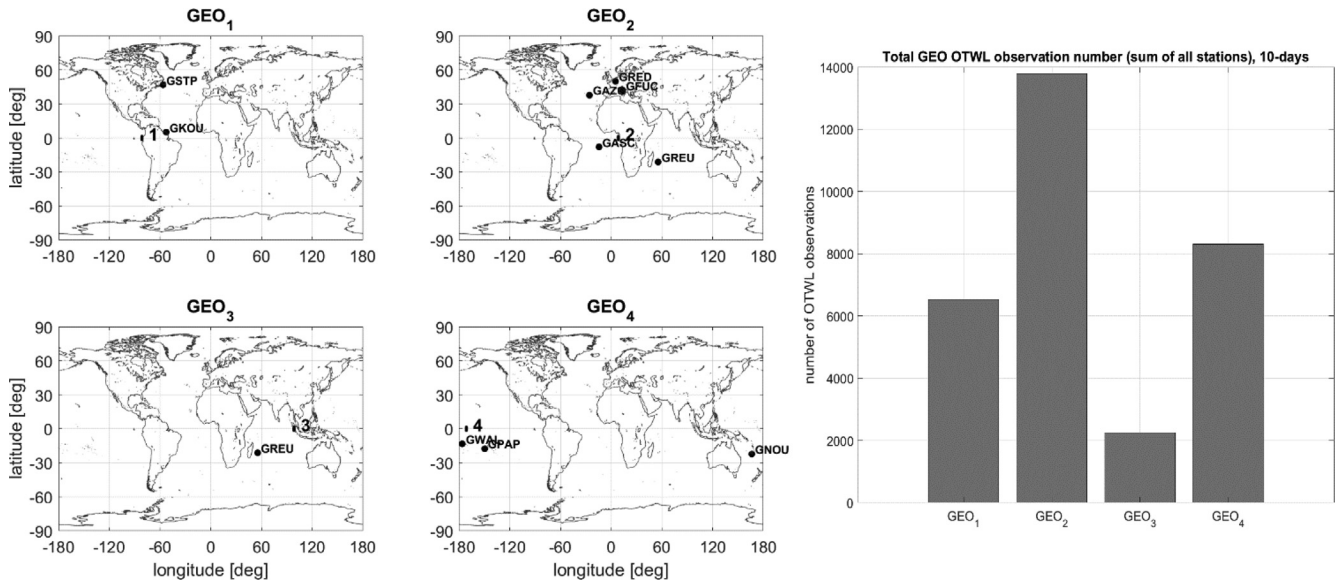 GEO1
90
60
30
0
-30
-60
-90
latitude [deg]
GSTP
GKOU
1
-180 -120 -60 0 60 120 180
GEO2
90
60
30
0
-30
-60
-90
GRED
GAZ
GFUC
2
GASC
GREU
-180 -120 -60 0 60 120 180
GEO3
90
60
30
0
-30
-60
-90
latitude [deg]
3
GREU
-180 -120 -60 0 60 120 180
longitude [deg]
GEO4
90
60
30
0
-30
-60
-90
4
GWAL
GPAP
GNOU
-180 -120 -60 0 60 120 180
longitude [deg]
Total GEO OTWL observation number (sum of all stations), 10-days
14000
12000
10000
8000
6000
4000
2000
0
number of OTWL observations
GEO1 GEO2 GEO3 GEO4